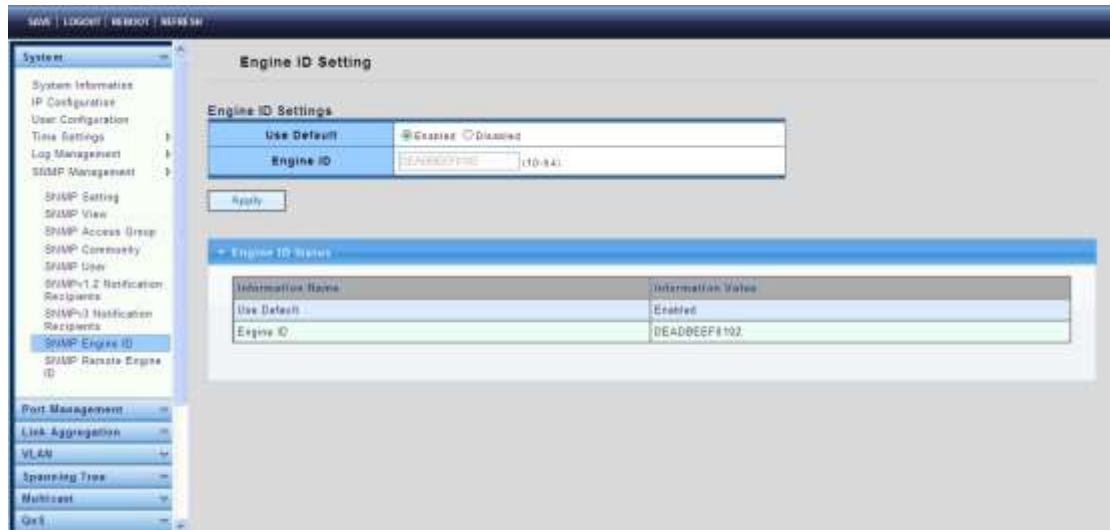 SAVE | LOGOUT | REBOOT | REFRESH
System
System Information
IP Configuration
User Configuration
Time Settings
Log Management
SNMP Management
SNMP Setting
SNMP View
SNMP Access Group
SNMP Community
SNMP User
SNMPv1,2 Notification
Recipients
SNMPv3 Notification
Recipients
SNMP Engine ID
SNMP Remote Engine
ID
Port Management
Link Aggregation
VLAN
Spanning Tree
Multicast
QoS
Engine ID Setting
Engine ID Settings
Use Default Enabled Disabled
Engine ID (10-64)
Apply
Engine ID Status
Information Name Information Value
Use Default Enabled
Engine ID